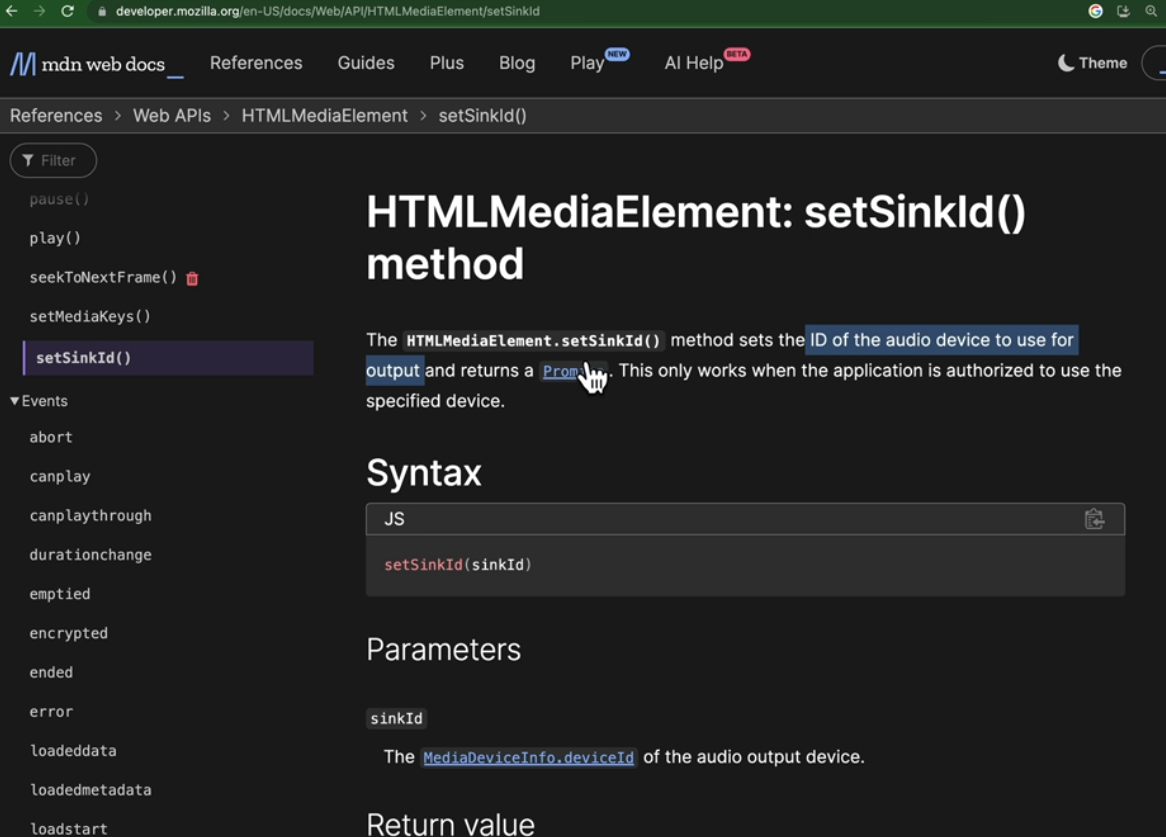 developer.mozilla.org/en-US/docs/Web/API/HTMLMediaElement/setSinkId
mdn web docs_
References
Guides
Plus
Blog
Play NEW
AI Help BETA
Theme
References > Web APIs > HTMLMediaElement > setSinkId()
Filter
pause()
play()
seekToNextFrame()
setMediaKeys()
setSinkId()
Events
abort
canplay
canplaythrough
durationchange
emptied
encrypted
ended
error
loadeddata
loadedmetadata
loadstart
HTMLMediaElement: setSinkId()
method
The HTMLMediaElement.setSinkId() method sets the ID of the audio device to use for
output and returns a . This only works when the application is authorized to use the
specified device.
Syntax
JS
setSinkId(sinkId)
Parameters
sinkId
The MediaDeviceInfo.deviceId of the audio output device.
Return value